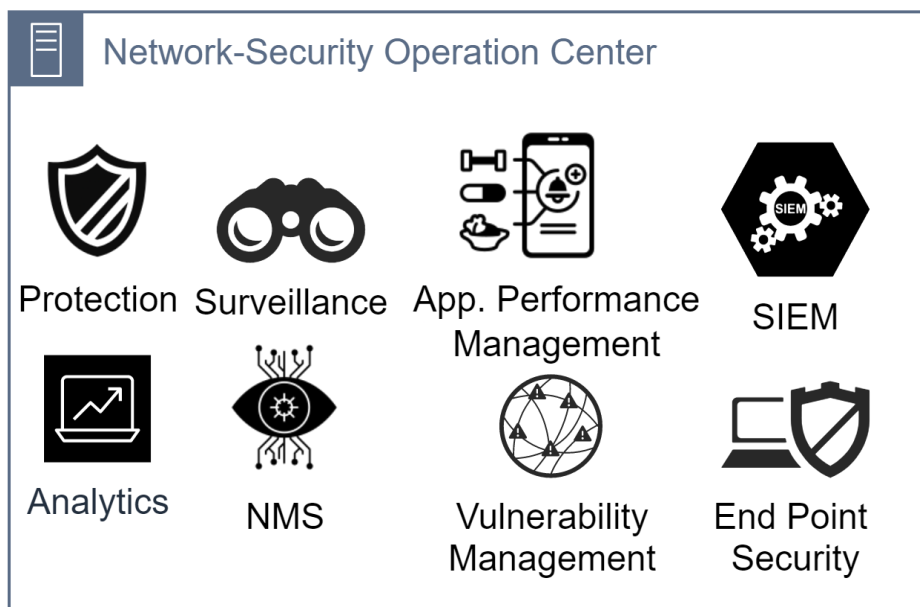 Network-Security Operation Center
Protection
Surveillance
App. Performance
Management
SIEM
SIEM
Analytics
NMS
Vulnerability
Management
End Point
Security